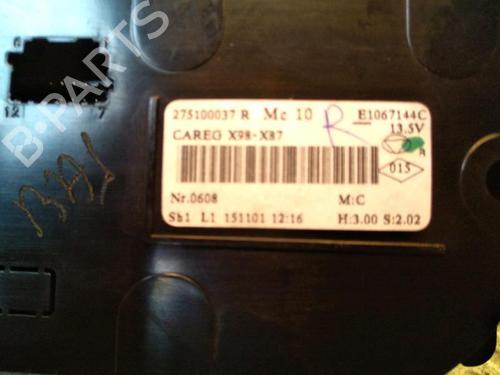 275100037 R Mc 10 E1067144C
13.5V
CAREG X98-X87
R
A
015
Nr.0608 M:C
Sh1 L1 151101 12:16 H:3.00 S:2.02
6
12 7
B-PARTS